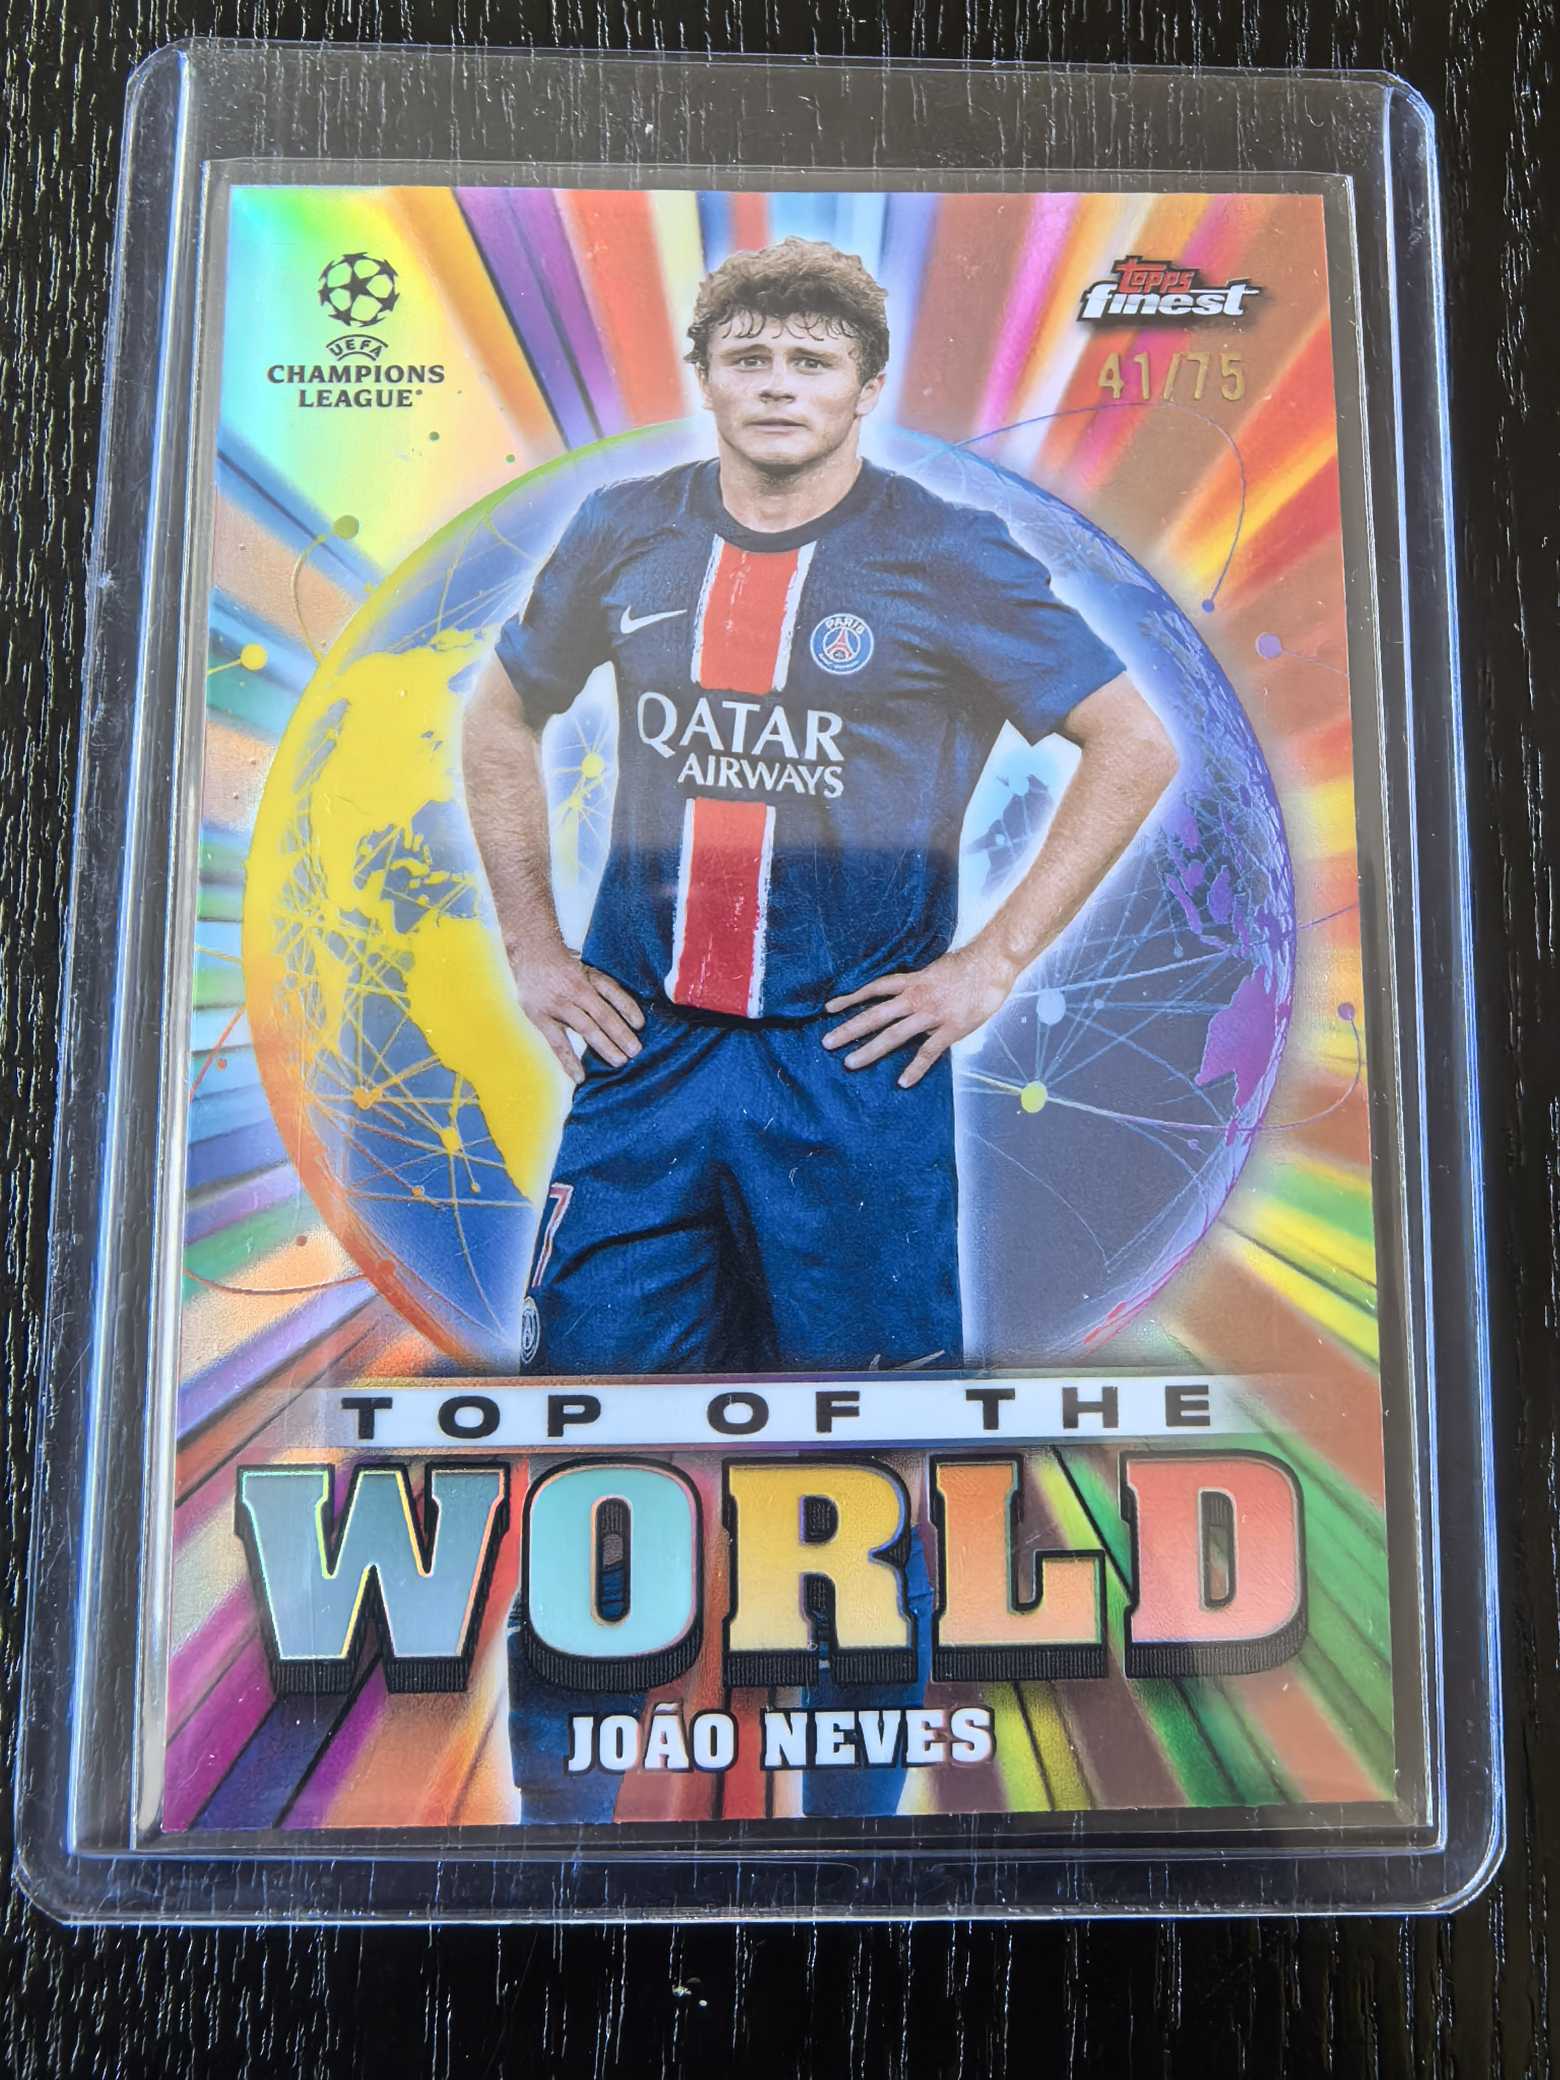 UEFA
CHAMPIONS
LEAGUE
Topps
finest
41/75
PARIS
QATAR
AIRWAYS
TOP OF THE
WORLD
JOÃO NEVES